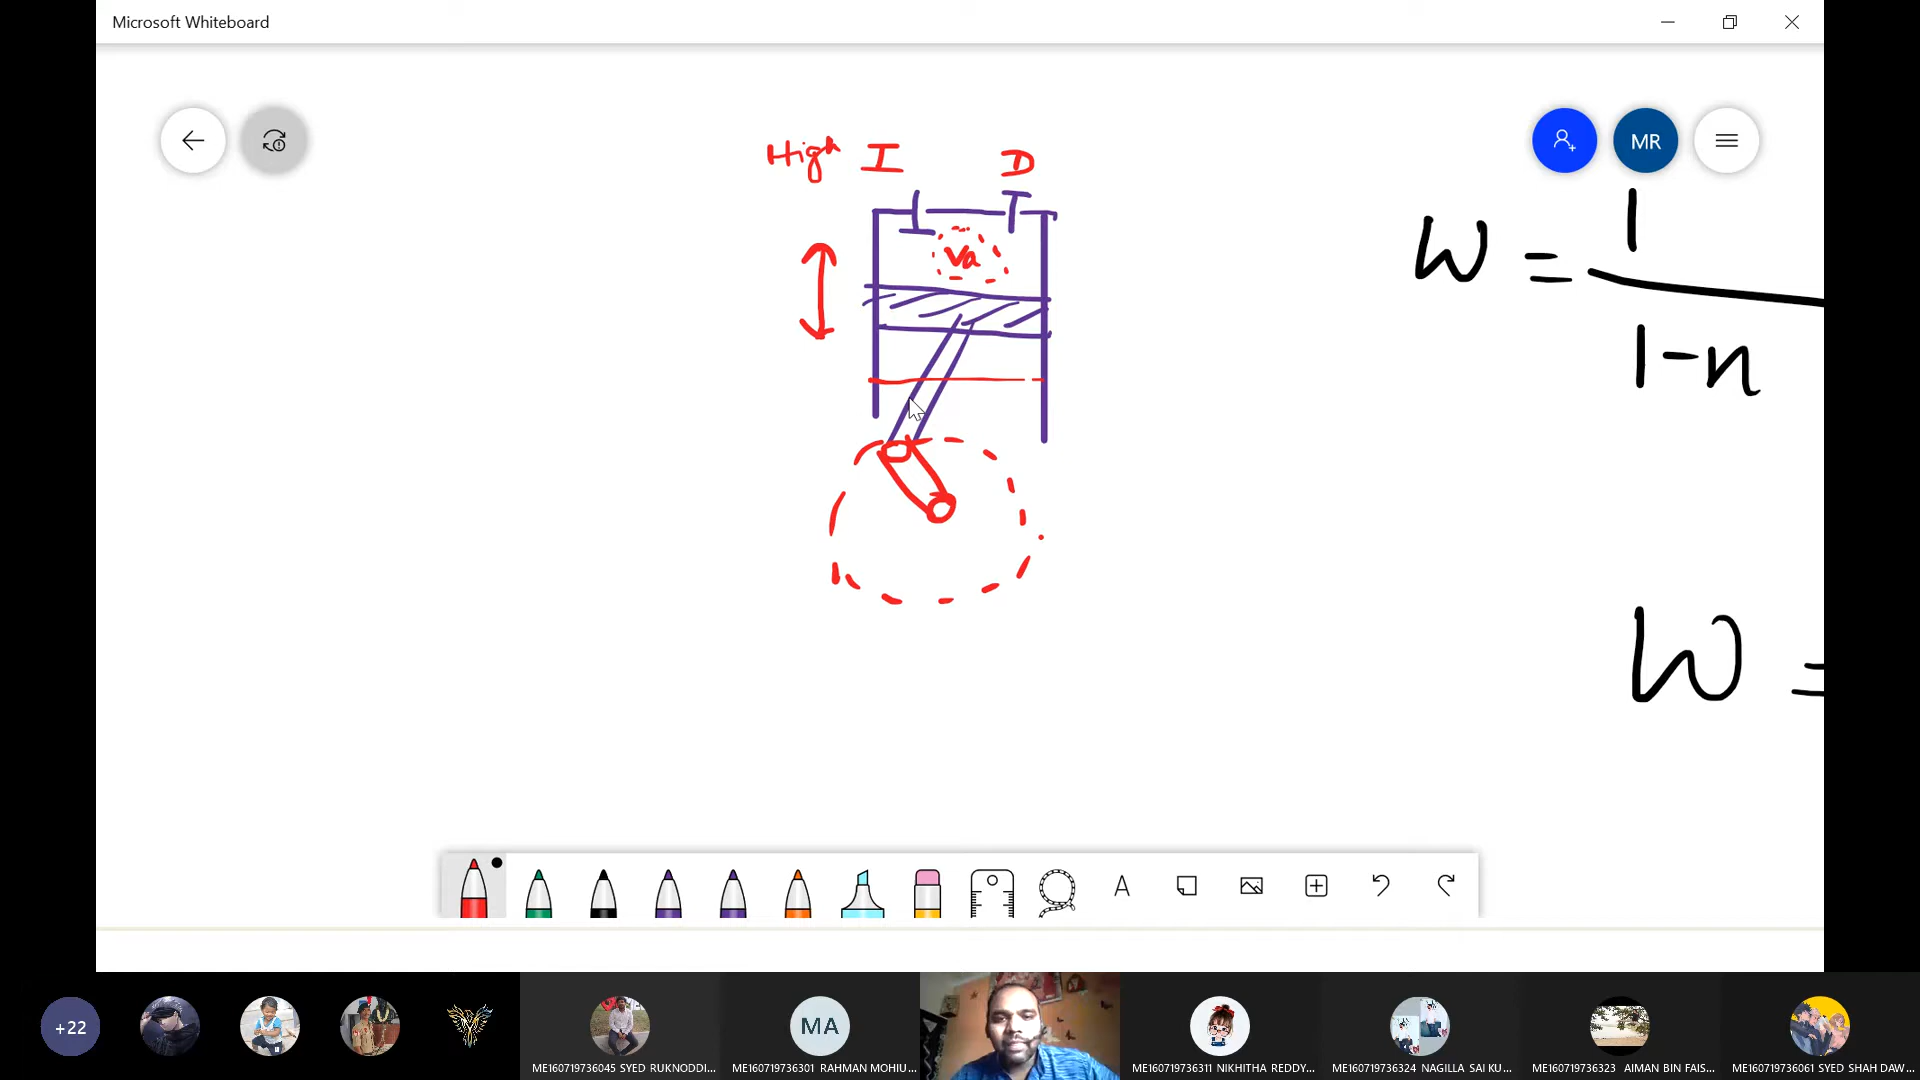 Microsoft Whiteboard
MR
High I D
Va
W = 1
1-n
W =
A
+22
MA
ME160719736045 SYED RUKNODDI...
ME160719736301 RAHMAN MOHIU...
ME160719736311 NIKHITHA REDDY...
ME160719736324 NAGILLA SAI KU...
ME160719736323 AIMAN BIN FAIS...
ME160719736061 SYED SHAH DAW...